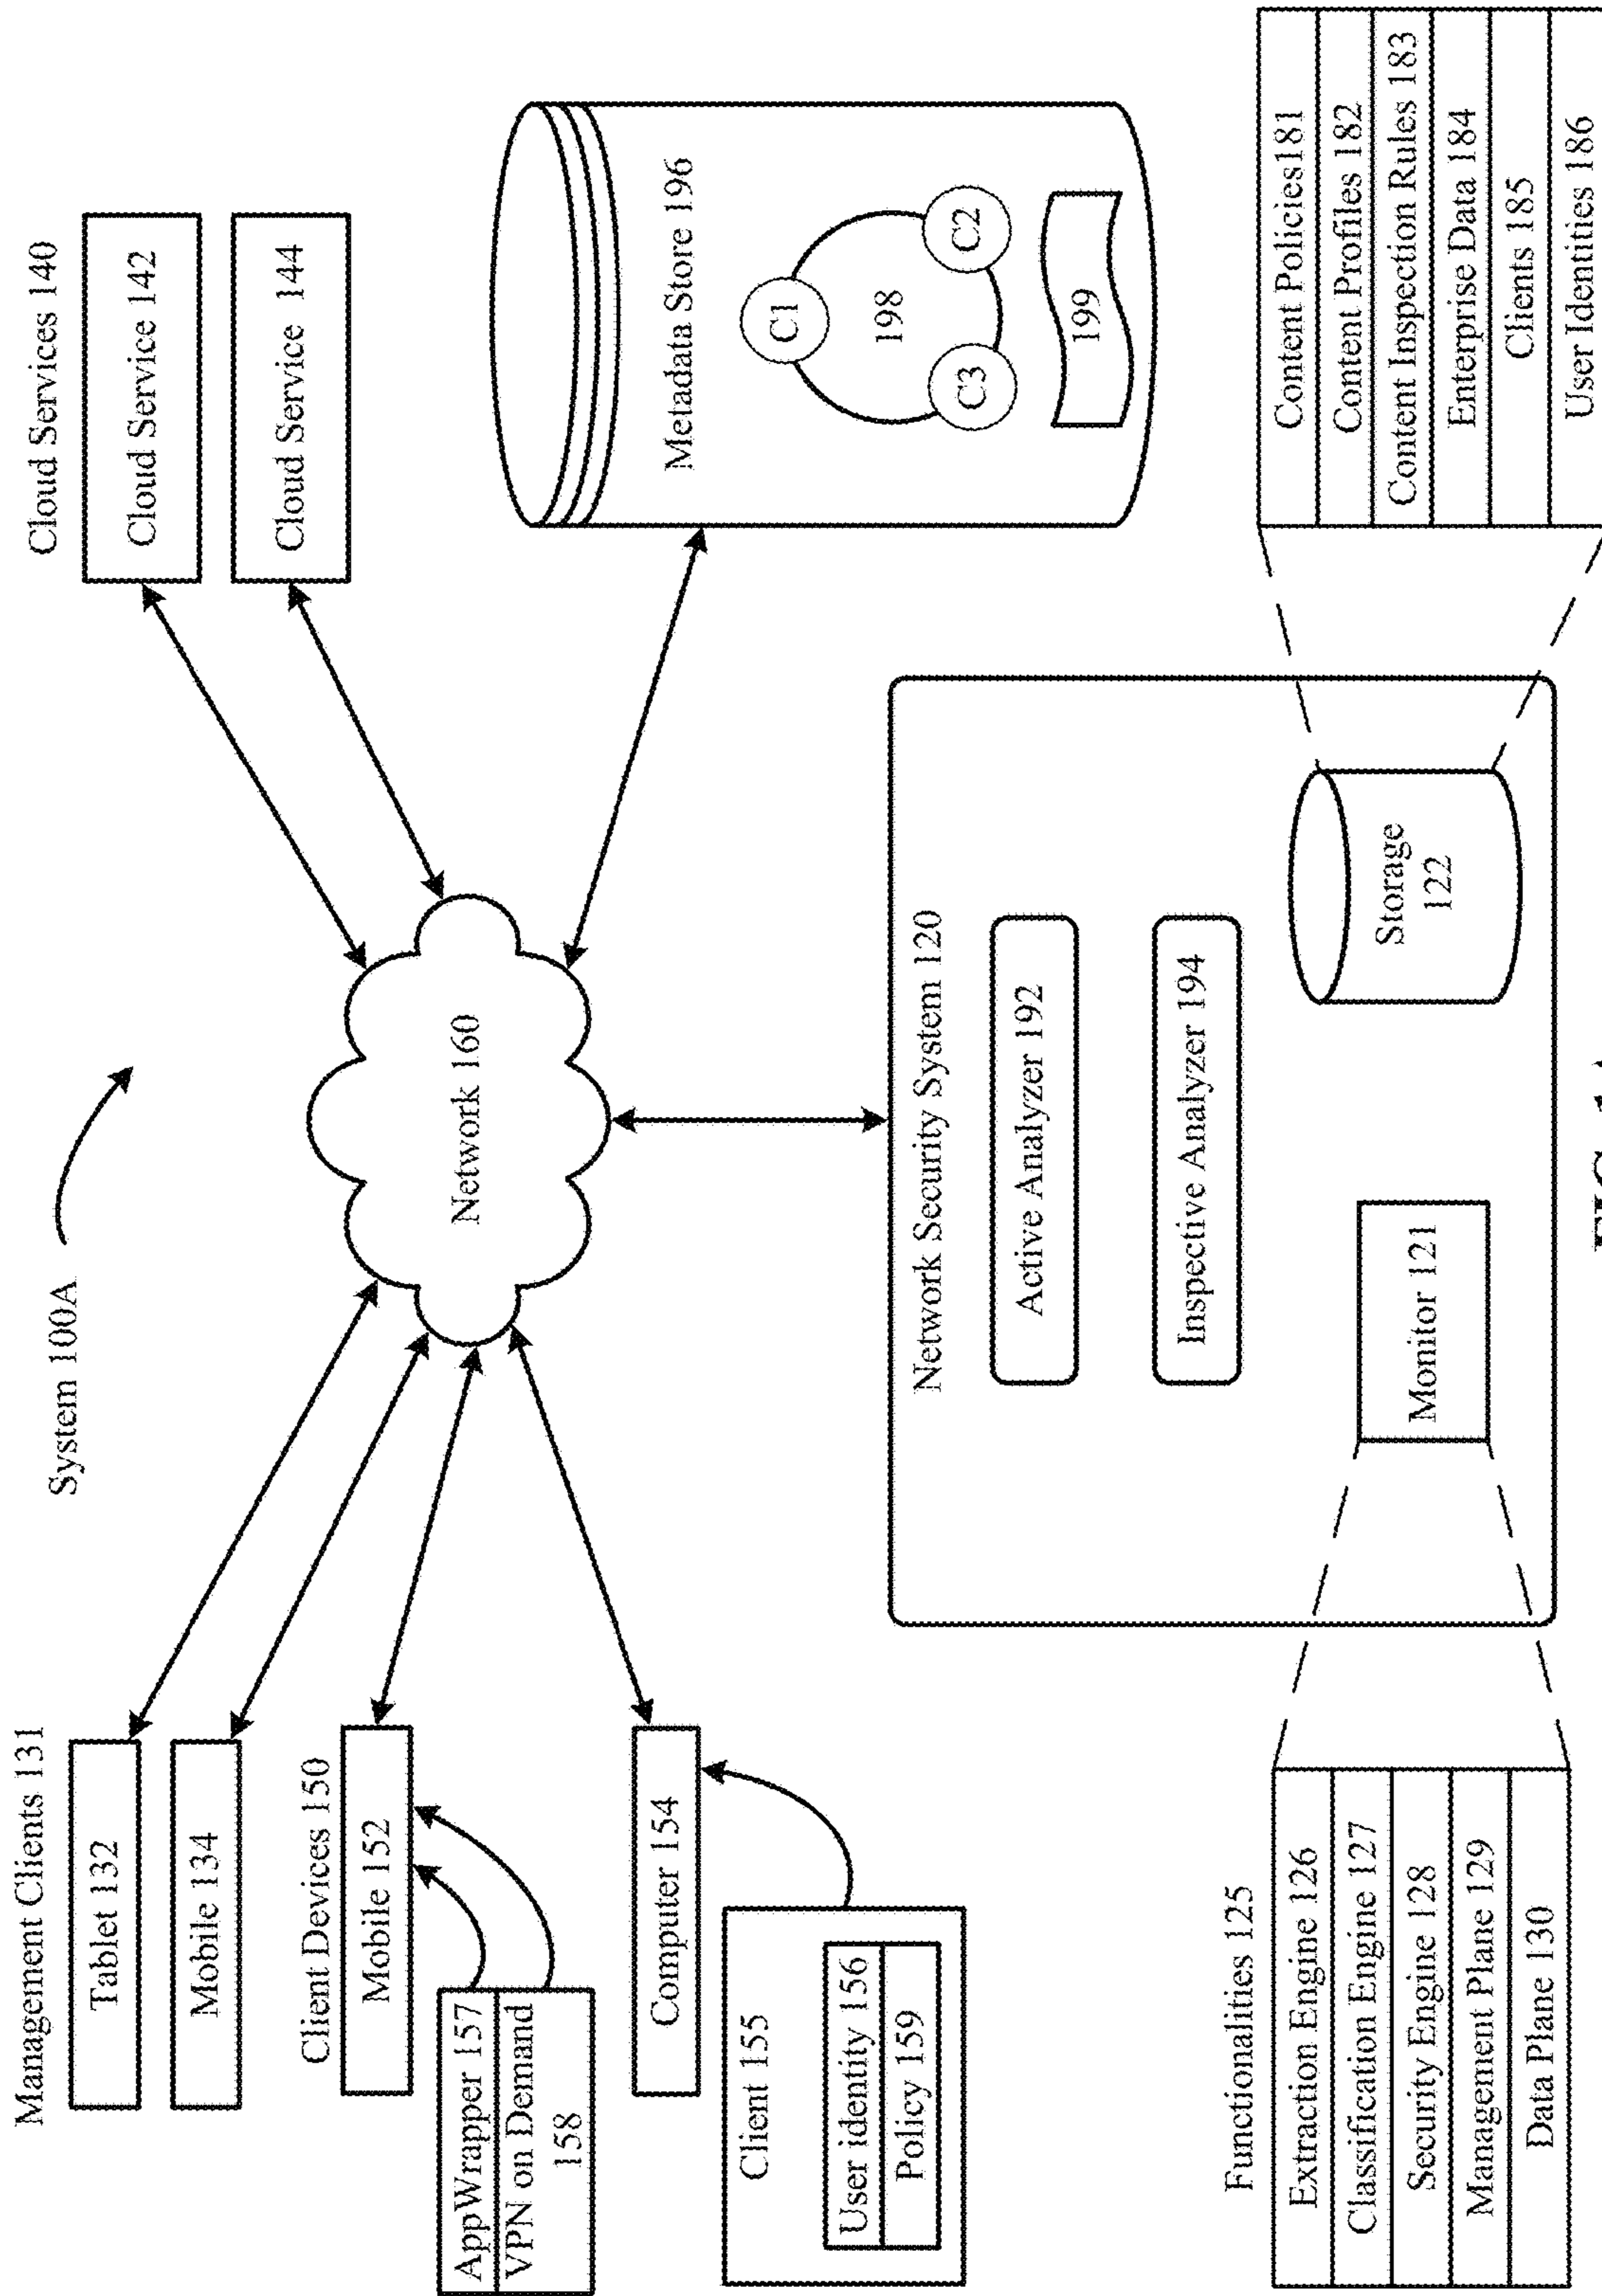 System 100A
Management Clients 131
Tablet 132
Mobile 134
Client Devices 150
Mobile 152
AppWrapper 157
VPN on Demand
158
Computer 154
Client 155
User identity 156
Policy 159
Network 160
Cloud Services 140
Cloud Service 142
Cloud Service 144
Metadata Store 196
C1
198
C3
C2
199
Network Security System 120
Active Analyzer 192
Inspective Analyzer 194
Monitor 121
Storage
122
Functionalities 125
Extraction Engine 126
Classification Engine 127
Security Engine 128
Management Plane 129
Data Plane 130
Content Policies181
Content Profiles 182
Content Inspection Rules 183
Enterprise Data 184
Clients 185
User Identities 186